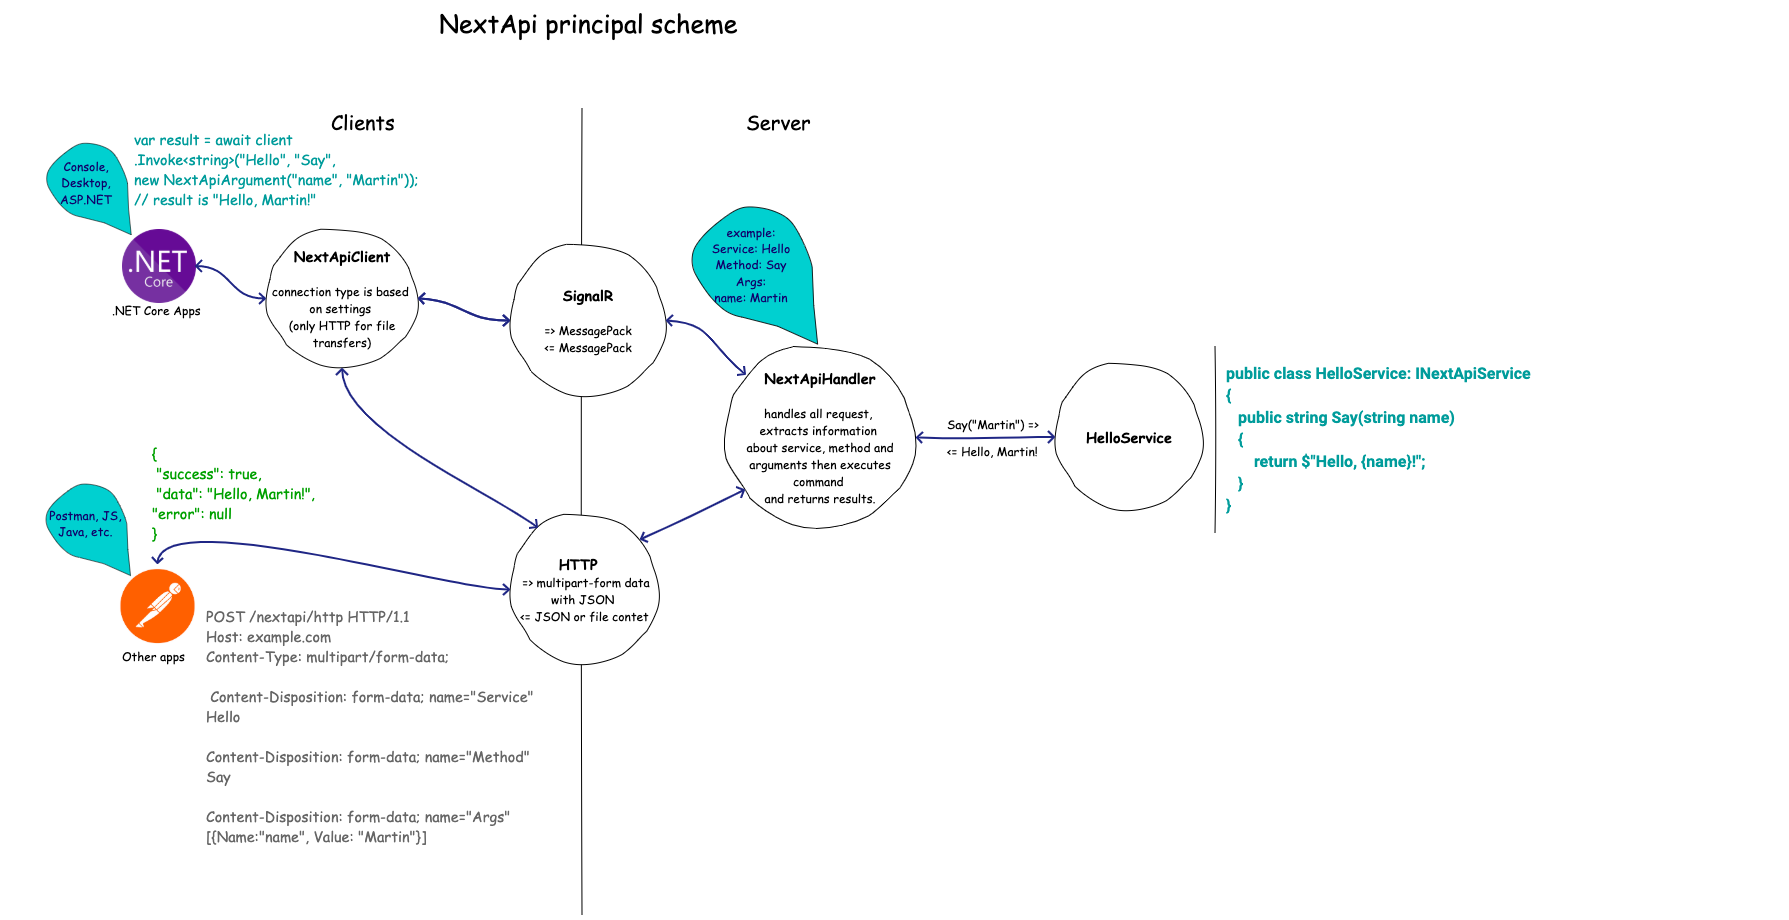 NextApi principal scheme
Clients
Server
var result = await client
.Invoke<string>("Hello", "Say",
new NextApiArgument("name", "Martin"));
// result is "Hello, Martin!"
Console,
Desktop,
ASP.NET
.NET
Core
.NET Core Apps
NextApiClient
connection type is based
on settings
(only HTTP for file
transfers)
SignalR
=> MessagePack
<= MessagePack
example:
Service: Hello
Method: Say
Args:
name: Martin
NextApiHandler
handles all request,
extracts information
about service, method and
arguments then executes
command
and returns results.
Say("Martin") =>
<= Hello, Martin!
HelloService
public class HelloService: INextApiService
{
public string Say(string name)
{
return $"Hello, {name}!";
}
}
{
"success": true,
"data": "Hello, Martin!",
"error": null
}
Postman, JS,
Java, etc.
Other apps
HTTP
=> multipart-form data
with JSON
<= JSON or file contet
POST /nextapi/http HTTP/1.1
Host: example.com
Content-Type: multipart/form-data;
Content-Disposition: form-data; name="Service"
Hello
Content-Disposition: form-data; name="Method"
Say
Content-Disposition: form-data; name="Args"
[{Name:"name", Value: "Martin"}]